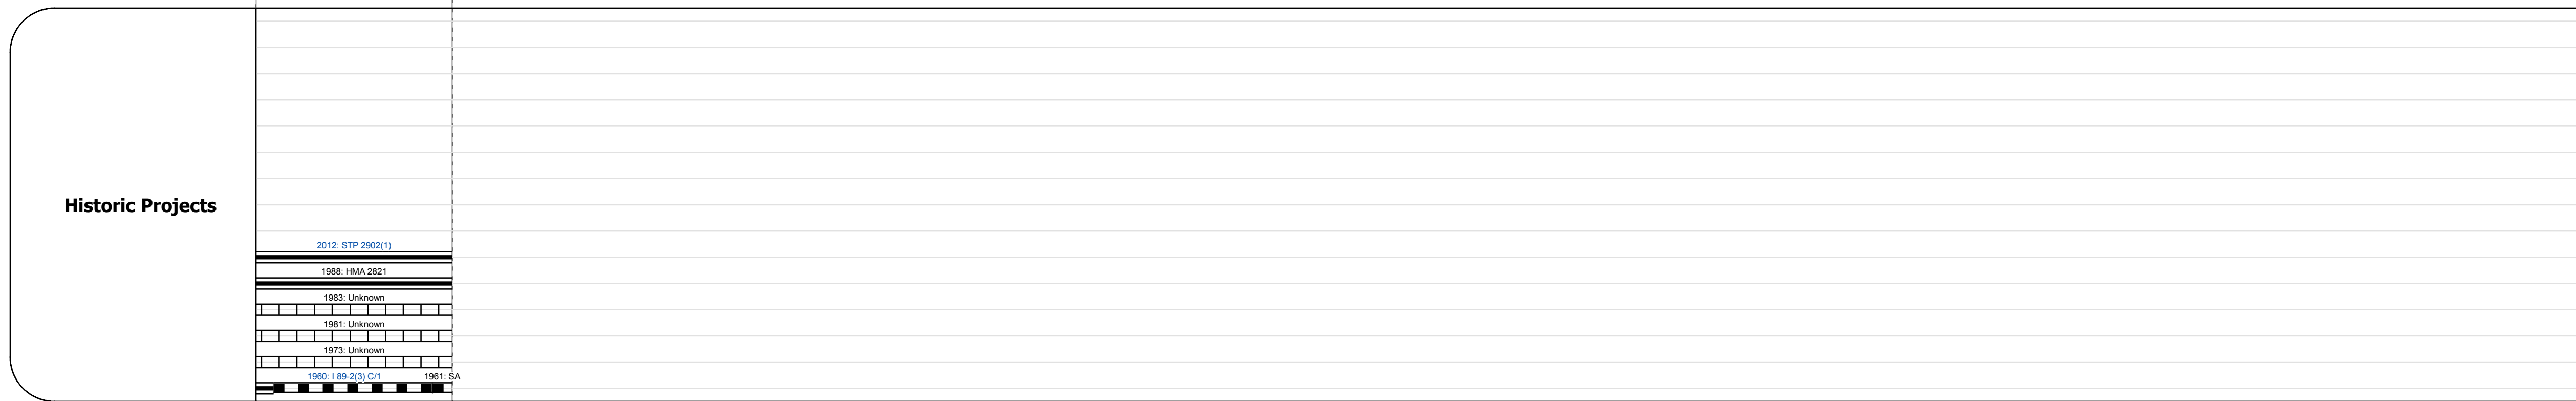 Historic Projects
2012: STP 2902(1)
1988: HMA 2821
1983: Unknown
1981: Unknown
1973: Unknown
1960: I 89-2(3) C/1 1961: SA